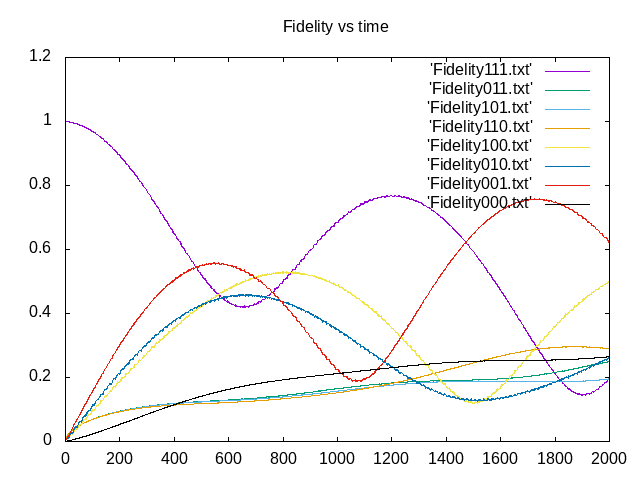 Fidelity vs time
1.2
1
0.8
0.6
0.4
0.2
0
0 200 400 600 800 1000 1200 1400 1600 1800 2000
'Fidelity111.txt'
'Fidelity011.txt'
'Fidelity101.txt'
'Fidelity110.txt'
'Fidelity100.txt'
'Fidelity010.txt'
'Fidelity001.txt'
'Fidelity000.txt'